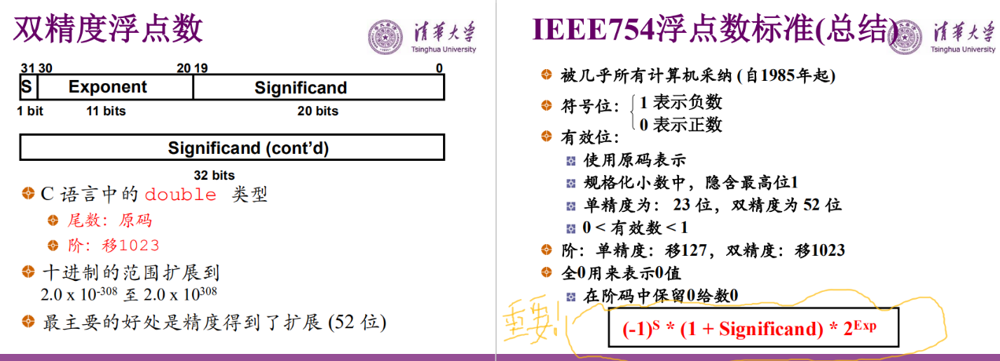 双精度浮点数
清华大学
Tsinghua University
31 30 20 19 0
S Exponent Significand
1 bit 11 bits 20 bits
Significand (cont’d)
32 bits
C 语言中的 double 类型
尾数：原码
阶：移1023
十进制的范围扩展到
2.0 x 10-308 至 2.0 x 10308
最主要的好处是精度得到了扩展 (52 位)
IEEE754浮点数标准(总结)
清华大学
Tsinghua University
被几乎所有计算机采纳 (自1985年起)
符号位：
1 表示负数
0 表示正数
有效位：
使用原码表示
规格化小数中，隐含最高位1
单精度为： 23 位，双精度为 52 位
0 < 有效数 < 1
阶：单精度：移127，双精度：移1023
全0用来表示0值
在阶码中保留0给数0
重要!
(-1)S * (1 + Significand) * 2Exp